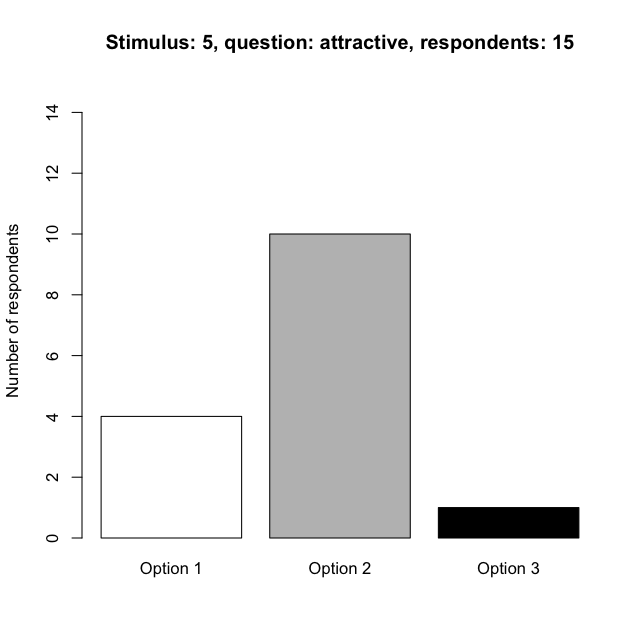 Stimulus: 5, question: attractive, respondents: 15
Number of respondents
14
12
10
8
6
4
2
0
Option 1
Option 2
Option 3